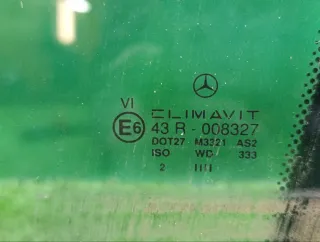 VI
CLIMAVIT
E6 43 R - 008327
DOT27 M3321 AS2
ISO WC 333
2